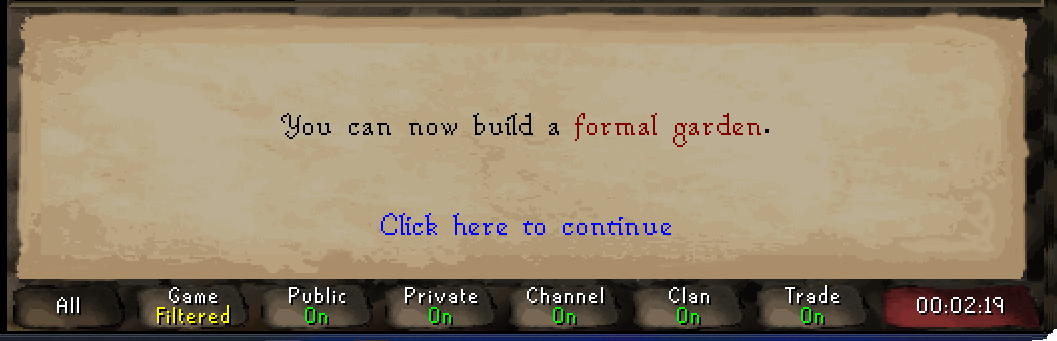 You can now build a formal garden.
Click here to continue
All
Game
Filtered
Public
On
Private
On
Channel
On
Clan
On
Trade
On
00:02:19